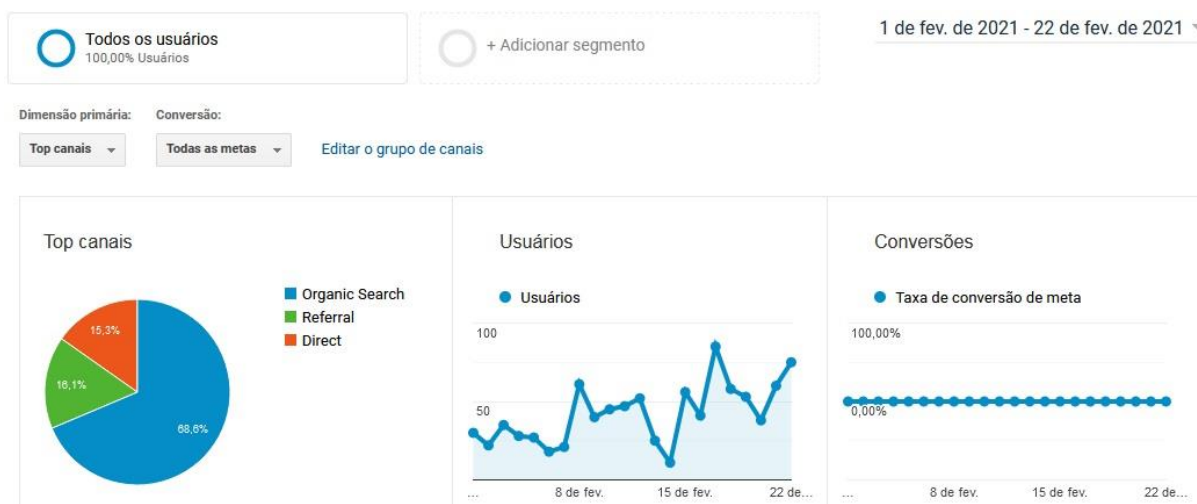 Todos os usuários
100,00% Usuários
+ Adicionar segmento
1 de fev. de 2021 - 22 de fev. de 2021
Dimensão primária:
Conversão:
Top canais
Todas as metas
Editar o grupo de canais
Top canais
Organic Search
Referral
Direct
15,3%
16,1%
68,6%
Usuários
Usuários
100
50
...
8 de fev.
15 de fev.
22 de...
Conversões
Taxa de conversão de meta
100,00%
0,00%
...
8 de fev.
15 de fev.
22 de...